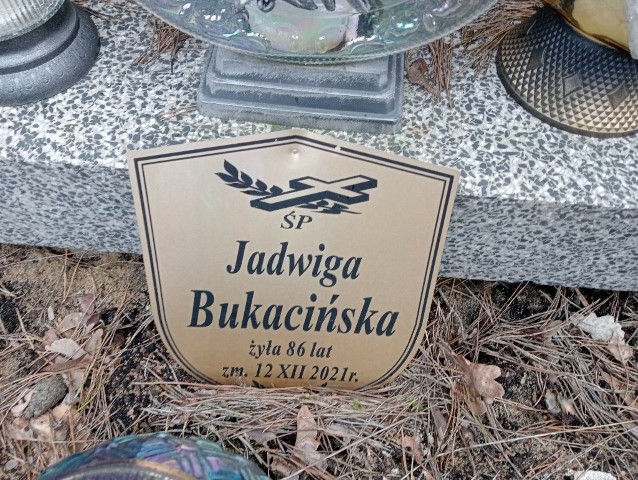 ŚP
Jadwiga
Bukacińska
żyła 86 lat
zm. 12 XII 2021r.